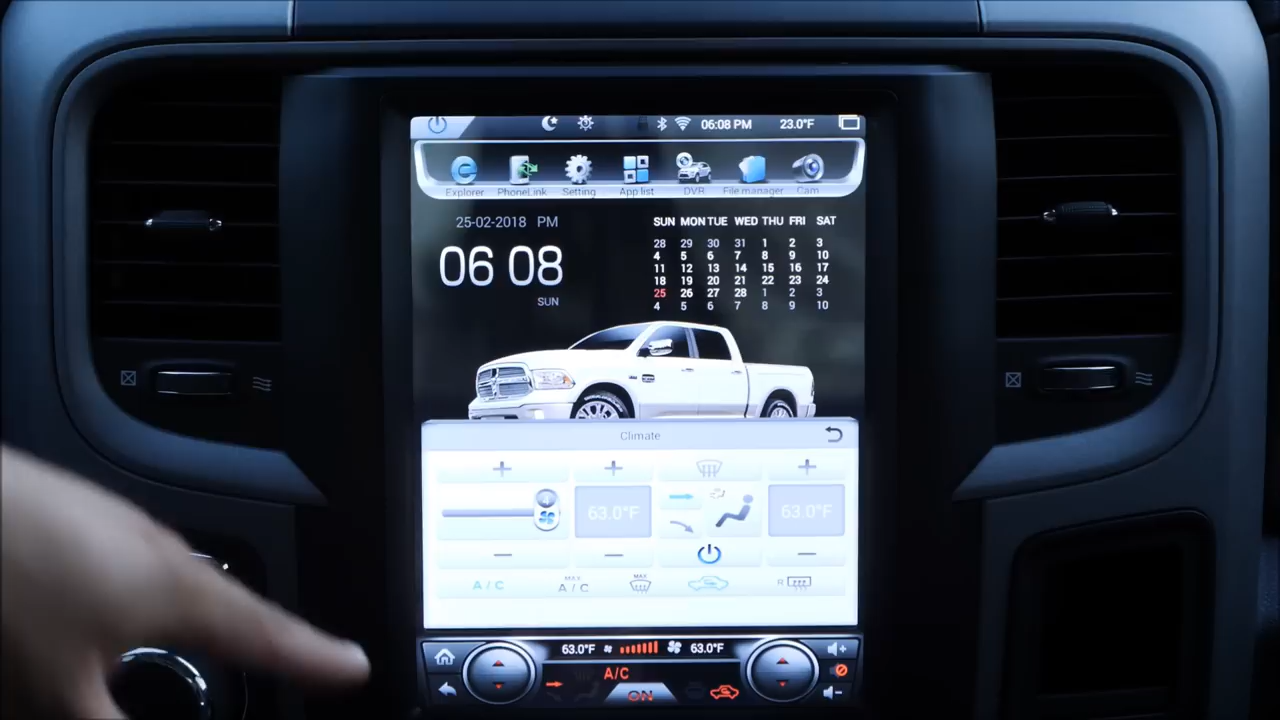 06:08 PM 23.0°F
Explorer PhoneLink Setting App list DVR File manager Cam
25-02-2018 PM
06 08
SUN
SUN MON TUE WED THU FRI SAT
28 29 30 31 1 2 3
4 5 6 7 8 9 10
11 12 13 14 15 16 17
18 19 20 21 22 23 24
25 26 27 28 1 2 3
4 5 6 7 8 9 10
Climate
63.0°F 63.0°F
A/C MAX A/C MAX R
63.0°F 63.0°F
A/C
ON